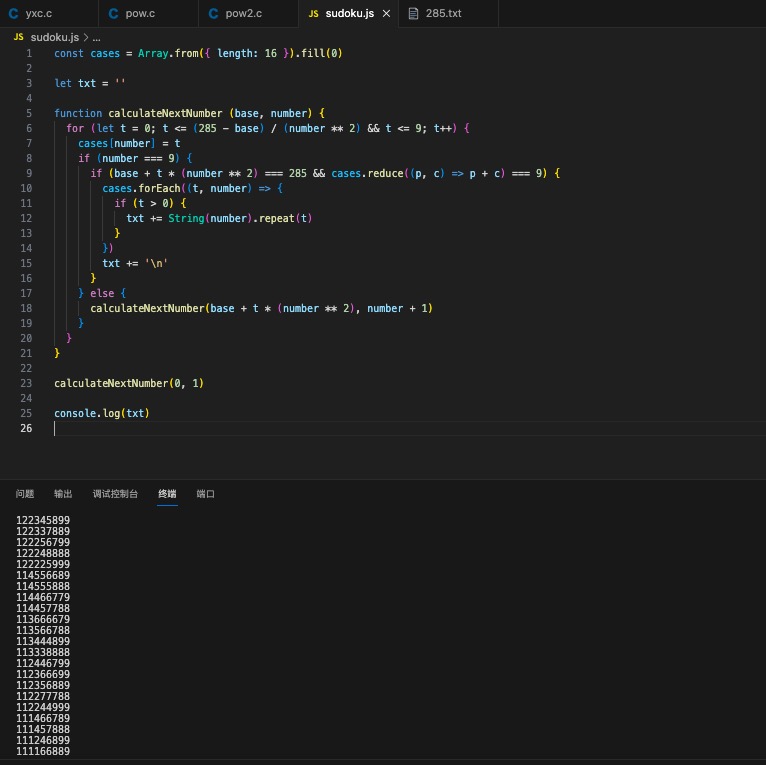 yxc.c pow.c pow2.c JS sudoku.js 285.txt
JS sudoku.js > ...
1 const cases = Array.from({ length: 16 }).fill(0)
2
3 let txt = ''
4
5 function calculateNextNumber (base, number) {
6 for (let t = 0; t <= (285 - base) / (number ** 2) && t <= 9; t++) {
7 cases[number] = t
8 if (number === 9) {
9 if (base + t * (number ** 2) === 285 && cases.reduce((p, c) => p + c) === 9) {
10 cases.forEach((t, number) => {
11 if (t > 0) {
12 txt += String(number).repeat(t)
13 }
14 })
15 txt += '\n'
16 }
17 } else {
18 calculateNextNumber(base + t * (number ** 2), number + 1)
19 }
20 }
21 }
22
23 calculateNextNumber(0, 1)
24
25 console.log(txt)
26
问题 输出 调试控制台 终端 端口
122345899
122337889
122256799
122248888
122225999
114556689
114555888
114466779
114457788
113666679
113566788
113444899
113338888
112446799
112366699
112356889
112277788
112244999
111466789
111457888
111246899
111166889